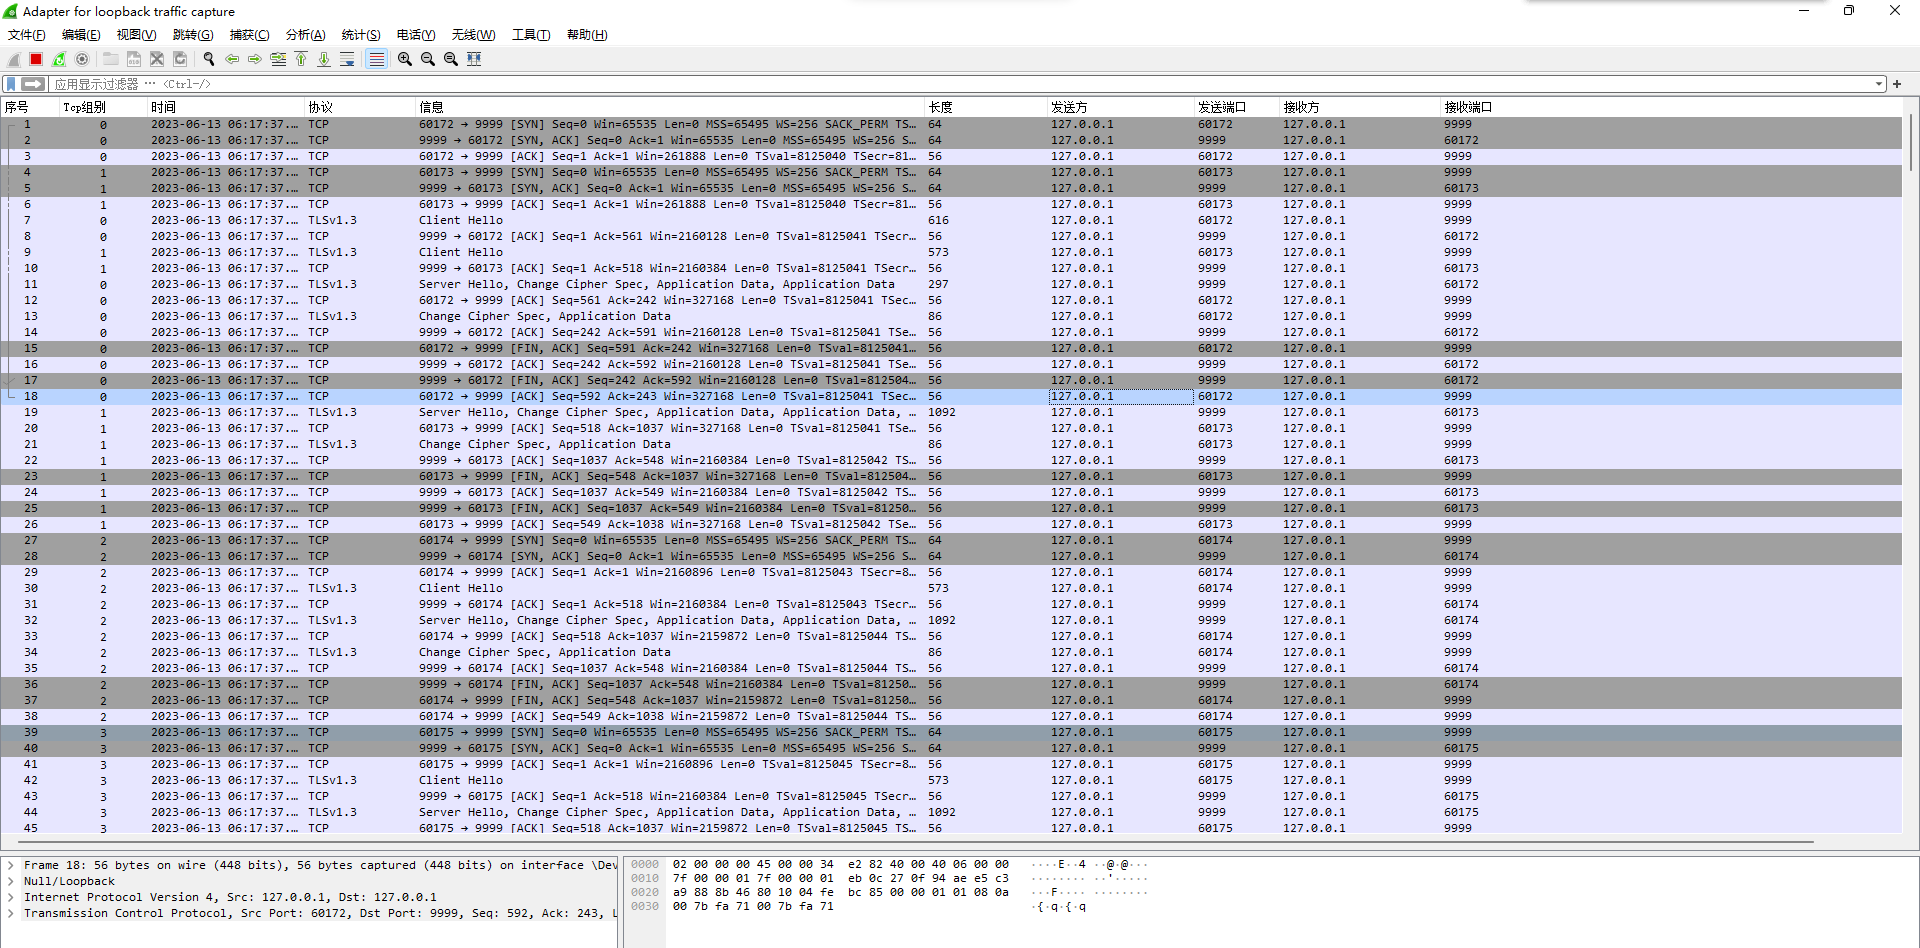 Adapter for loopback traffic capture
文件(F) 编辑(E) 视图(V) 跳转(G) 捕获(C) 分析(A) 统计(S) 电话(Y) 无线(W) 工具(T) 帮助(H)
应用显示过滤器 … <Ctrl-/>
序号 Tcp组别 时间 协议 信息 长度 发送方 发送端口 接收方 接收端口
1 0 2023-06-13 06:17:37.… TCP 60172 → 9999 [SYN] Seq=0 Win=65535 Len=0 MSS=65495 WS=256 SACK_PERM TS… 64 127.0.0.1 60172 127.0.0.1 9999
2 0 2023-06-13 06:17:37.… TCP 9999 → 60172 [SYN, ACK] Seq=0 Ack=1 Win=65535 Len=0 MSS=65495 WS=256 S… 64 127.0.0.1 9999 127.0.0.1 60172
3 0 2023-06-13 06:17:37.… TCP 60172 → 9999 [ACK] Seq=1 Ack=1 Win=261888 Len=0 TSval=8125040 TSecr=81… 56 127.0.0.1 60172 127.0.0.1 9999
4 1 2023-06-13 06:17:37.… TCP 60173 → 9999 [SYN] Seq=0 Win=65535 Len=0 MSS=65495 WS=256 SACK_PERM TS… 64 127.0.0.1 60173 127.0.0.1 9999
5 1 2023-06-13 06:17:37.… TCP 9999 → 60173 [SYN, ACK] Seq=0 Ack=1 Win=65535 Len=0 MSS=65495 WS=256 S… 64 127.0.0.1 9999 127.0.0.1 60173
6 1 2023-06-13 06:17:37.… TCP 60173 → 9999 [ACK] Seq=1 Ack=1 Win=261888 Len=0 TSval=8125040 TSecr=81… 56 127.0.0.1 60173 127.0.0.1 9999
7 0 2023-06-13 06:17:37.… TLSv1.3 Client Hello 616 127.0.0.1 60172 127.0.0.1 9999
8 0 2023-06-13 06:17:37.… TCP 9999 → 60172 [ACK] Seq=1 Ack=561 Win=2160128 Len=0 TSval=8125041 TSecr… 56 127.0.0.1 9999 127.0.0.1 60172
9 1 2023-06-13 06:17:37.… TLSv1.3 Client Hello 573 127.0.0.1 60173 127.0.0.1 9999
10 1 2023-06-13 06:17:37.… TCP 9999 → 60173 [ACK] Seq=1 Ack=518 Win=2160384 Len=0 TSval=8125041 TSecr… 56 127.0.0.1 9999 127.0.0.1 60173
11 0 2023-06-13 06:17:37.… TLSv1.3 Server Hello, Change Cipher Spec, Application Data, Application Data 297 127.0.0.1 9999 127.0.0.1 60172
12 0 2023-06-13 06:17:37.… TCP 60172 → 9999 [ACK] Seq=561 Ack=242 Win=327168 Len=0 TSval=8125041 TSec… 56 127.0.0.1 60172 127.0.0.1 9999
13 0 2023-06-13 06:17:37.… TLSv1.3 Change Cipher Spec, Application Data 86 127.0.0.1 60172 127.0.0.1 9999
14 0 2023-06-13 06:17:37.… TCP 9999 → 60172 [ACK] Seq=242 Ack=591 Win=2160128 Len=0 TSval=8125041 TSe… 56 127.0.0.1 9999 127.0.0.1 60172
15 0 2023-06-13 06:17:37.… TCP 60172 → 9999 [FIN, ACK] Seq=591 Ack=242 Win=327168 Len=0 TSval=8125041… 56 127.0.0.1 60172 127.0.0.1 9999
16 0 2023-06-13 06:17:37.… TCP 9999 → 60172 [ACK] Seq=242 Ack=592 Win=2160128 Len=0 TSval=8125041 TSe… 56 127.0.0.1 9999 127.0.0.1 60172
17 0 2023-06-13 06:17:37.… TCP 9999 → 60172 [FIN, ACK] Seq=242 Ack=592 Win=2160128 Len=0 TSval=812504… 56 127.0.0.1 9999 127.0.0.1 60172
18 0 2023-06-13 06:17:37.… TCP 60172 → 9999 [ACK] Seq=592 Ack=243 Win=327168 Len=0 TSval=8125041 TSec… 56 127.0.0.1 60172 127.0.0.1 9999
19 1 2023-06-13 06:17:37.… TLSv1.3 Server Hello, Change Cipher Spec, Application Data, Application Data, … 1092 127.0.0.1 9999 127.0.0.1 60173
20 1 2023-06-13 06:17:37.… TCP 60173 → 9999 [ACK] Seq=518 Ack=1037 Win=327168 Len=0 TSval=8125041 TSe… 56 127.0.0.1 60173 127.0.0.1 9999
21 1 2023-06-13 06:17:37.… TLSv1.3 Change Cipher Spec, Application Data 86 127.0.0.1 60173 127.0.0.1 9999
22 1 2023-06-13 06:17:37.… TCP 9999 → 60173 [ACK] Seq=1037 Ack=548 Win=2160384 Len=0 TSval=8125042 TS… 56 127.0.0.1 9999 127.0.0.1 60173
23 1 2023-06-13 06:17:37.… TCP 60173 → 9999 [FIN, ACK] Seq=548 Ack=1037 Win=327168 Len=0 TSval=812504… 56 127.0.0.1 60173 127.0.0.1 9999
24 1 2023-06-13 06:17:37.… TCP 9999 → 60173 [ACK] Seq=1037 Ack=549 Win=2160384 Len=0 TSval=8125042 TS… 56 127.0.0.1 9999 127.0.0.1 60173
25 1 2023-06-13 06:17:37.… TCP 9999 → 60173 [FIN, ACK] Seq=1037 Ack=549 Win=2160384 Len=0 TSval=81250… 56 127.0.0.1 9999 127.0.0.1 60173
26 1 2023-06-13 06:17:37.… TCP 60173 → 9999 [ACK] Seq=549 Ack=1038 Win=327168 Len=0 TSval=8125042 TSe… 56 127.0.0.1 60173 127.0.0.1 9999
27 2 2023-06-13 06:17:37.… TCP 60174 → 9999 [SYN] Seq=0 Win=65535 Len=0 MSS=65495 WS=256 SACK_PERM TS… 64 127.0.0.1 60174 127.0.0.1 9999
28 2 2023-06-13 06:17:37.… TCP 9999 → 60174 [SYN, ACK] Seq=0 Ack=1 Win=65535 Len=0 MSS=65495 WS=256 S… 64 127.0.0.1 9999 127.0.0.1 60174
29 2 2023-06-13 06:17:37.… TCP 60174 → 9999 [ACK] Seq=1 Ack=1 Win=2160896 Len=0 TSval=8125043 TSecr=8… 56 127.0.0.1 60174 127.0.0.1 9999
30 2 2023-06-13 06:17:37.… TLSv1.3 Client Hello 573 127.0.0.1 60174 127.0.0.1 9999
31 2 2023-06-13 06:17:37.… TCP 9999 → 60174 [ACK] Seq=1 Ack=518 Win=2160384 Len=0 TSval=8125043 TSecr… 56 127.0.0.1 9999 127.0.0.1 60174
32 2 2023-06-13 06:17:37.… TLSv1.3 Server Hello, Change Cipher Spec, Application Data, Application Data, … 1092 127.0.0.1 9999 127.0.0.1 60174
33 2 2023-06-13 06:17:37.… TCP 60174 → 9999 [ACK] Seq=518 Ack=1037 Win=2159872 Len=0 TSval=8125044 TS… 56 127.0.0.1 60174 127.0.0.1 9999
34 2 2023-06-13 06:17:37.… TLSv1.3 Change Cipher Spec, Application Data 86 127.0.0.1 60174 127.0.0.1 9999
35 2 2023-06-13 06:17:37.… TCP 9999 → 60174 [ACK] Seq=1037 Ack=548 Win=2160384 Len=0 TSval=8125044 TS… 56 127.0.0.1 9999 127.0.0.1 60174
36 2 2023-06-13 06:17:37.… TCP 9999 → 60174 [FIN, ACK] Seq=1037 Ack=548 Win=2160384 Len=0 TSval=81250… 56 127.0.0.1 9999 127.0.0.1 60174
37 2 2023-06-13 06:17:37.… TCP 60174 → 9999 [FIN, ACK] Seq=548 Ack=1037 Win=2159872 Len=0 TSval=81250… 56 127.0.0.1 60174 127.0.0.1 9999
38 2 2023-06-13 06:17:37.… TCP 60174 → 9999 [ACK] Seq=549 Ack=1038 Win=2159872 Len=0 TSval=8125044 TS… 56 127.0.0.1 60174 127.0.0.1 9999
39 3 2023-06-13 06:17:37.… TCP 60175 → 9999 [SYN] Seq=0 Win=65535 Len=0 MSS=65495 WS=256 SACK_PERM TS… 64 127.0.0.1 60175 127.0.0.1 9999
40 3 2023-06-13 06:17:37.… TCP 9999 → 60175 [SYN, ACK] Seq=0 Ack=1 Win=65535 Len=0 MSS=65495 WS=256 S… 64 127.0.0.1 9999 127.0.0.1 60175
41 3 2023-06-13 06:17:37.… TCP 60175 → 9999 [ACK] Seq=1 Ack=1 Win=2160896 Len=0 TSval=8125045 TSecr=8… 56 127.0.0.1 60175 127.0.0.1 9999
42 3 2023-06-13 06:17:37.… TLSv1.3 Client Hello 573 127.0.0.1 60175 127.0.0.1 9999
43 3 2023-06-13 06:17:37.… TCP 9999 → 60175 [ACK] Seq=1 Ack=518 Win=2160384 Len=0 TSval=8125045 TSecr… 56 127.0.0.1 9999 127.0.0.1 60175
44 3 2023-06-13 06:17:37.… TLSv1.3 Server Hello, Change Cipher Spec, Application Data, Application Data, … 1092 127.0.0.1 9999 127.0.0.1 60175
45 3 2023-06-13 06:17:37.… TCP 60175 → 9999 [ACK] Seq=518 Ack=1037 Win=2159872 Len=0 TSval=8125045 TS… 56 127.0.0.1 60175 127.0.0.1 9999
Frame 18: 56 bytes on wire (448 bits), 56 bytes captured (448 bits) on interface \Dev
Null/Loopback
Internet Protocol Version 4, Src: 127.0.0.1, Dst: 127.0.0.1
Transmission Control Protocol, Src Port: 60172, Dst Port: 9999, Seq: 592, Ack: 243, L
0000 02 00 00 00 45 00 00 34 e2 82 40 00 40 06 00 00 ····E··4 ··@·@···
0010 7f 00 00 01 7f 00 00 01 eb 0c 27 0f 94 ae e5 c3 ········ ··'·····
0020 a9 88 8b 46 80 10 04 fe bc 85 00 00 01 01 08 0a ···F···· ········
0030 00 7b fa 71 00 7b fa 71 ·{·q·{·q